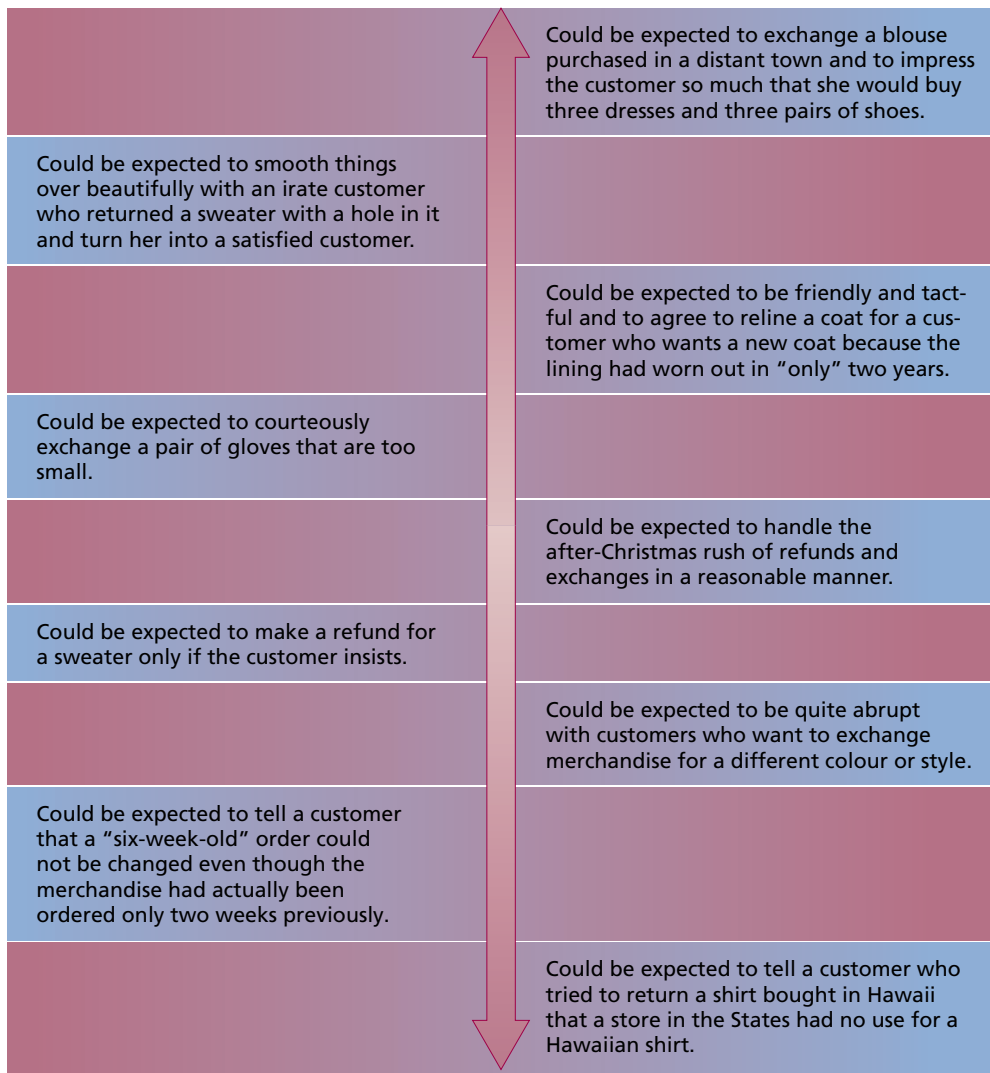 Could be expected to exchange a blouse
purchased in a distant town and to impress
the customer so much that she would buy
three dresses and three pairs of shoes.
Could be expected to smooth things
over beautifully with an irate customer
who returned a sweater with a hole in it
and turn her into a satisfied customer.
Could be expected to be friendly and tact-
ful and to agree to reline a coat for a cus-
tomer who wants a new coat because the
lining had worn out in “only” two years.
Could be expected to courteously
exchange a pair of gloves that are too
small.
Could be expected to handle the
after-Christmas rush of refunds and
exchanges in a reasonable manner.
Could be expected to make a refund for
a sweater only if the customer insists.
Could be expected to be quite abrupt
with customers who want to exchange
merchandise for a different colour or style.
Could be expected to tell a customer
that a “six-week-old” order could
not be changed even though the
merchandise had actually been
ordered only two weeks previously.
Could be expected to tell a customer who
tried to return a shirt bought in Hawaii
that a store in the States had no use for a
Hawaiian shirt.